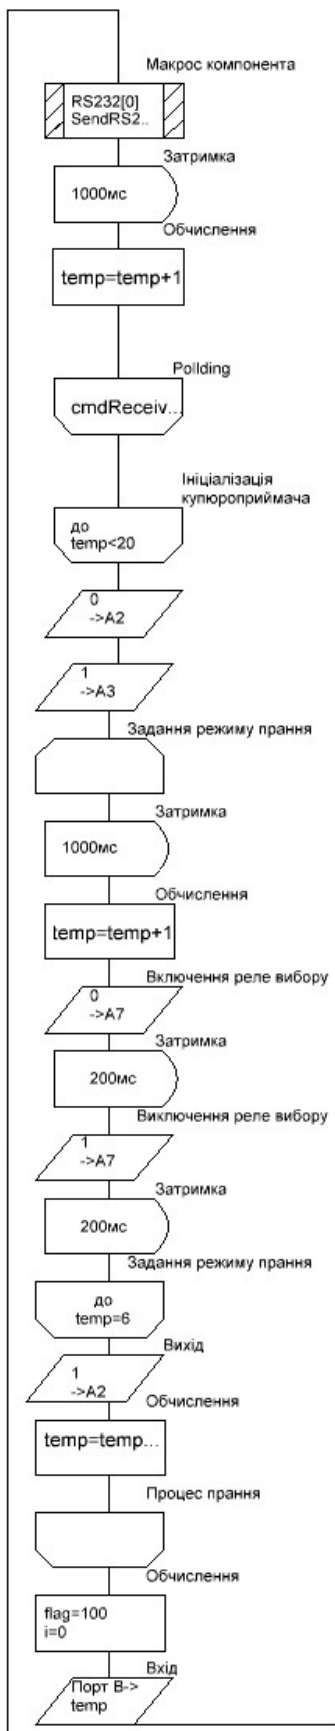 Макрос компонента
RS232[0]
SendRS2..
Затримка
1000мс
Обчислення
temp=temp+1
Pollding
cmdReceiv...
Ініціалізація
купюроприймача
до
temp<20
0
->A2
1
->A3
Задання режиму прання
Затримка
1000мс
Обчислення
temp=temp+1
Включення реле вибору
0
->A7
Затримка
200мс
Виключення реле вибору
1
->A7
Затримка
200мс
Задання режиму прання
до
temp=6
Вихід
1
->A2
Обчислення
temp=temp...
Процес прання
Обчислення
flag=100
i=0
Вхід
Порт B->
temp